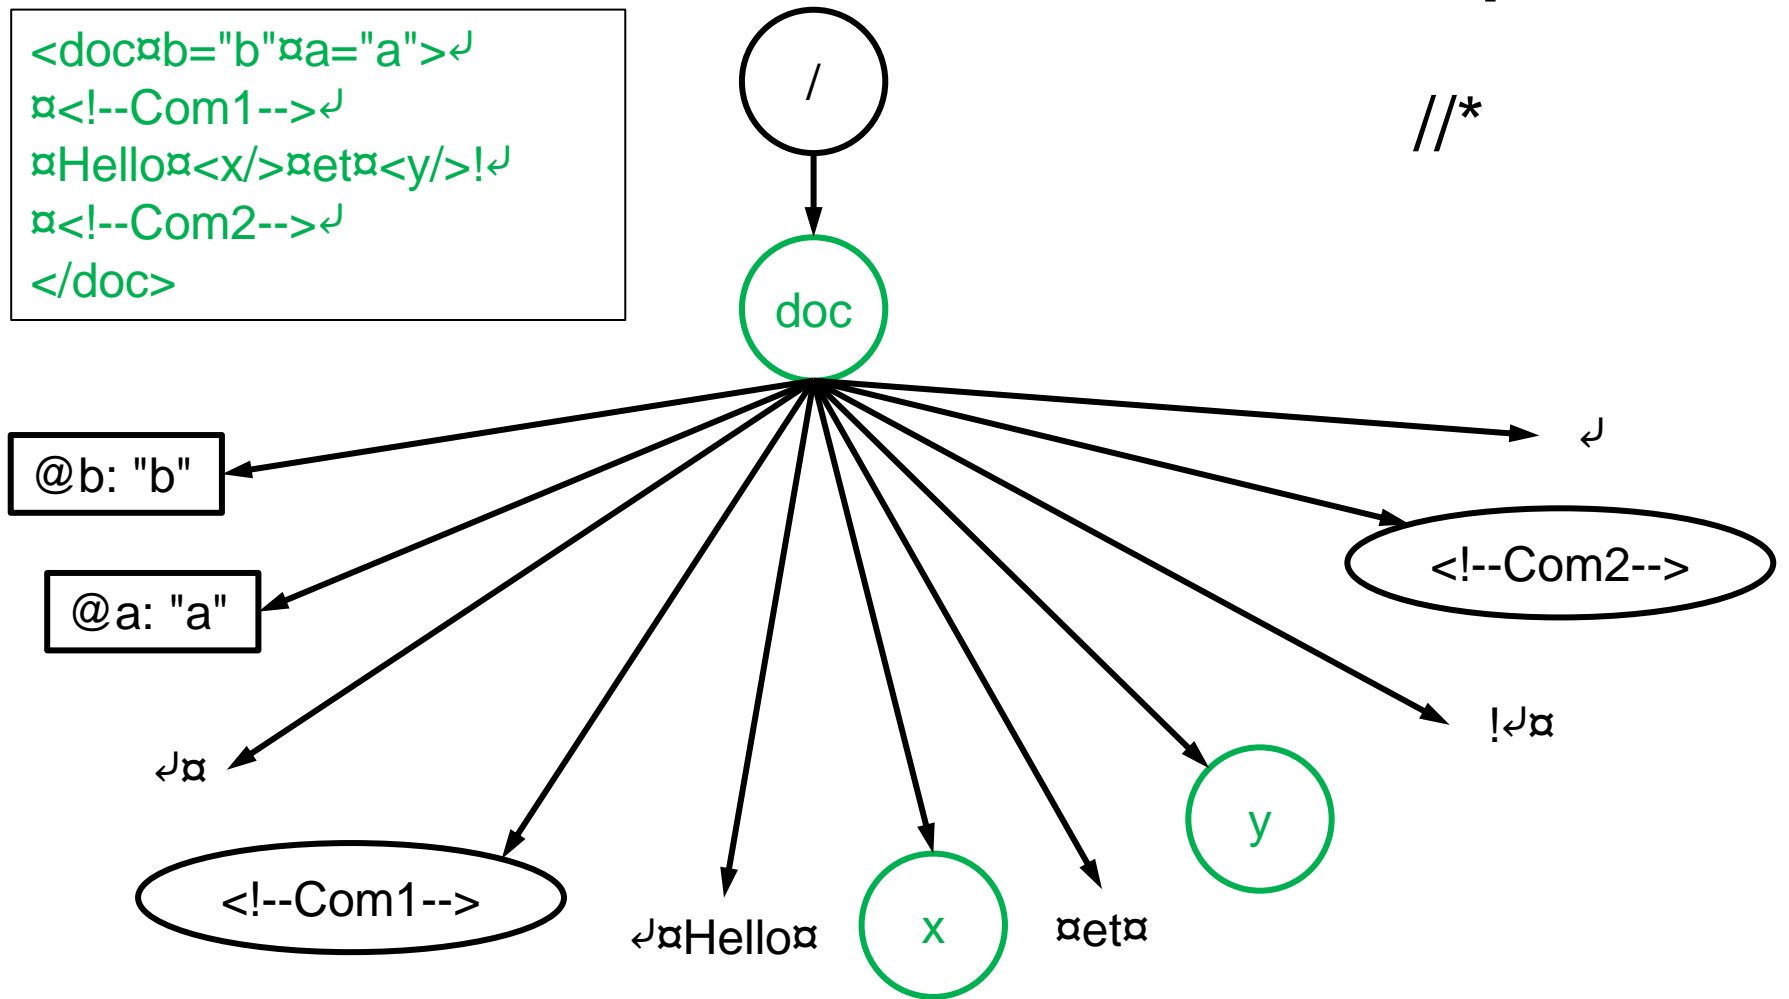 <doc¤b="b"¤a="a">↲
¤<!--Com1-->↲
¤Hello¤<x/>¤et¤<y/>!↲
¤<!--Com2-->↲
</doc>
/
//*
doc
↲
@b: "b"
<!--Com2-->
@a: "a"
!↲¤
↲¤
y
<!--Com1-->
↲¤Hello¤
x
¤et¤